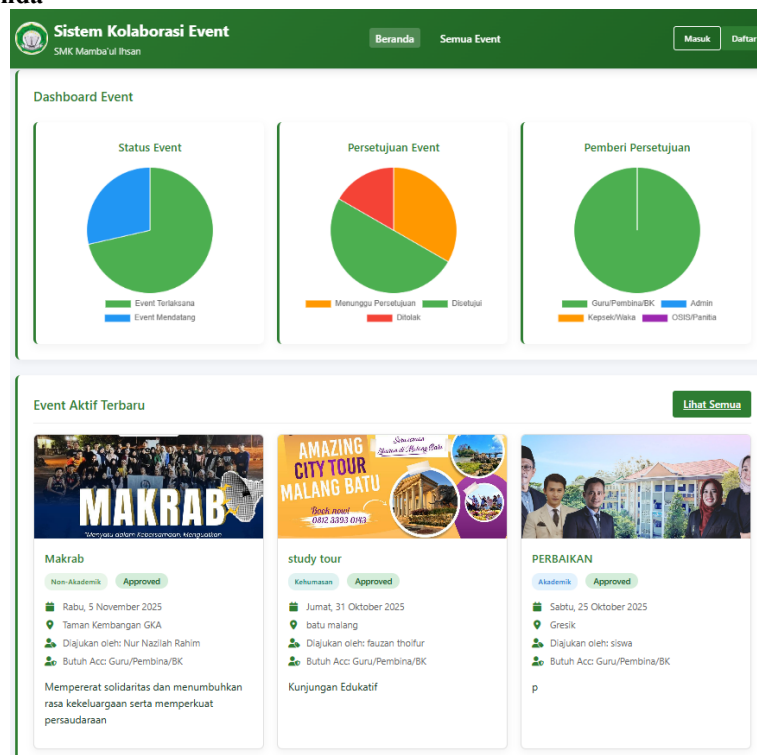 Sistem Kolaborasi Event
SMK Mamba'ul Ihsan
Beranda
Semua Event
Masuk
Daftar
Dashboard Event
Status Event
Event Terlaksana
Event Mendatang
Persetujuan Event
Menunggu Persetujuan
Disetujui
Ditolak
Pemberi Persetujuan
Guru/Pembina/BK
Admin
Kepsek/Waka
OSIS/Panitia
Event Aktif Terbaru
Lihat Semua
MAKRAB
"Menyatu dalam Kebersamaan, Menguatkan
Makrab
Non-Akademik
Approved
Rabu, 5 November 2025
Taman Kembangan GKA
Diajukan oleh: Nur Nazilah Rahim
Butuh Acc: Guru/Pembina/BK
Mempererat solidaritas dan menumbuhkan
rasa kekeluargaan serta memperkuat
persaudaraan
AMAZING
CITY TOUR
MALANG BATU
Book now!
0812 3393 0143
study tour
Kehumasan
Approved
Jumat, 31 Oktober 2025
batu malang
Diajukan oleh: fauzan thoifur
Butuh Acc: Guru/Pembina/BK
Kunjungan Edukatif
PERBAIKAN
Akademik
Approved
Sabtu, 25 Oktober 2025
Gresik
Diajukan oleh: siswa
Butuh Acc: Guru/Pembina/BK
p